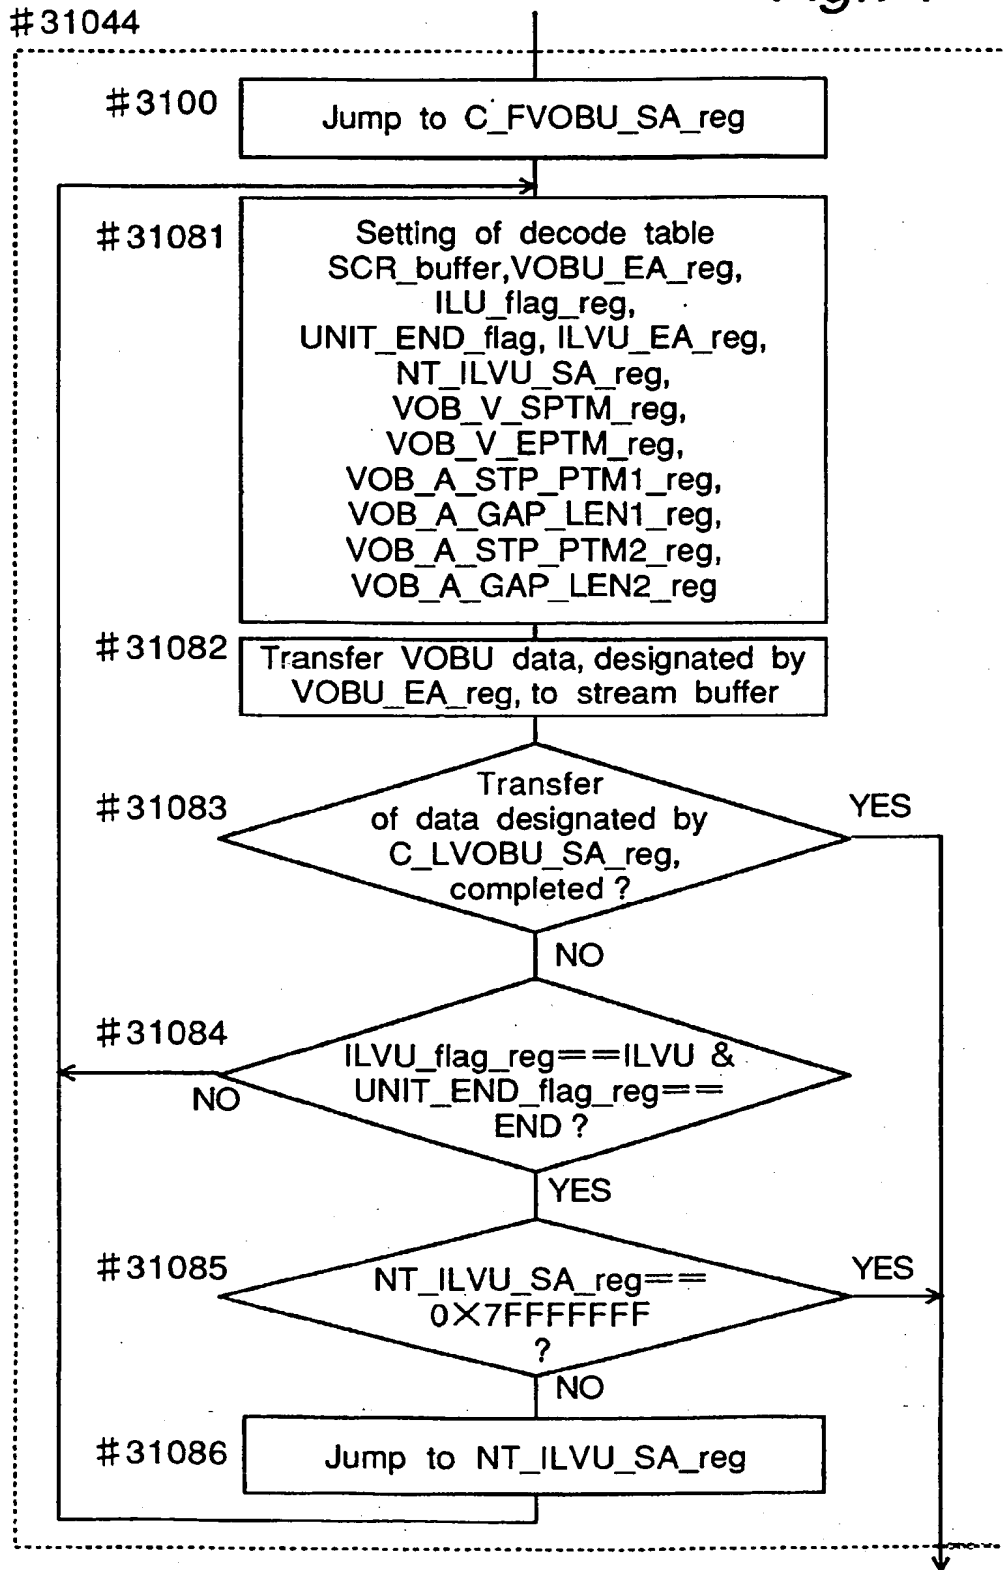 #31044
#3100
Jump to C_FVOBU_SA_reg
#31081
Setting of decode table
SCR_buffer,VOBU_EA_reg,
ILU_flag_reg,
UNIT_END_flag, ILVU_EA_reg,
NT_ILVU_SA_reg,
VOB_V_SPTM_reg,
VOB_V_EPTM_reg,
VOB_A_STP_PTM1_reg,
VOB_A_GAP_LEN1_reg,
VOB_A_STP_PTM2_reg,
VOB_A_GAP_LEN2_reg
#31082
Transfer VOBU data, designated by
VOBU_EA_reg, to stream buffer
#31083
Transfer
of data designated by
C_LVOBU_SA_reg,
completed ?
YES
NO
#31084
ILVU_flag_reg==ILVU &
UNIT_END_flag_reg==
END ?
NO
YES
#31085
NT_ILVU_SA_reg==
0X7FFFFFFF
?
YES
NO
#31086
Jump to NT_ILVU_SA_reg